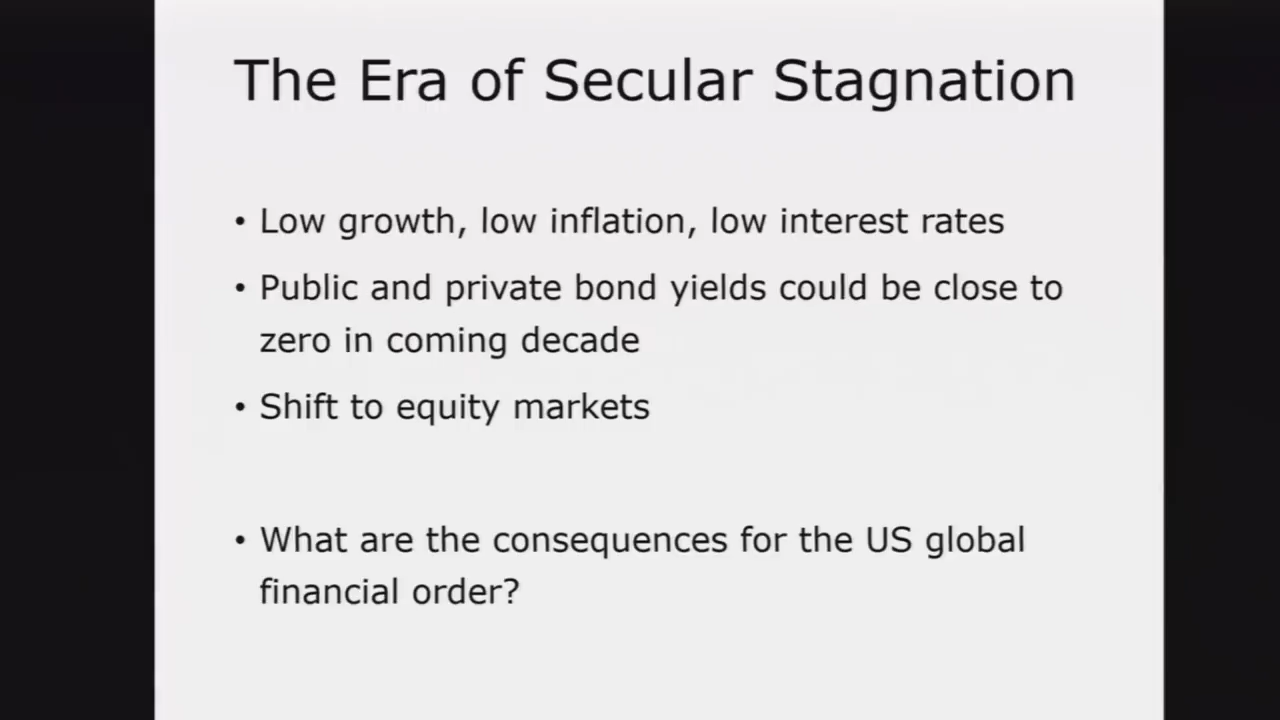 The Era of Secular Stagnation
• Low growth, low inflation, low interest rates
• Public and private bond yields could be close to
zero in coming decade
• Shift to equity markets
• What are the consequences for the US global
financial order?